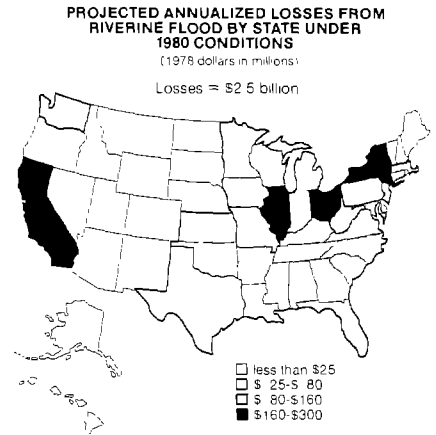 PROJECTED ANNUALIZED LOSSES FROM
RIVERINE FLOOD BY STATE UNDER
1980 CONDITIONS
(1978 dollars in millions)
Losses = $2 5 billion
less than $25
$ 25-$ 80
$ 80-$160
$160-$300